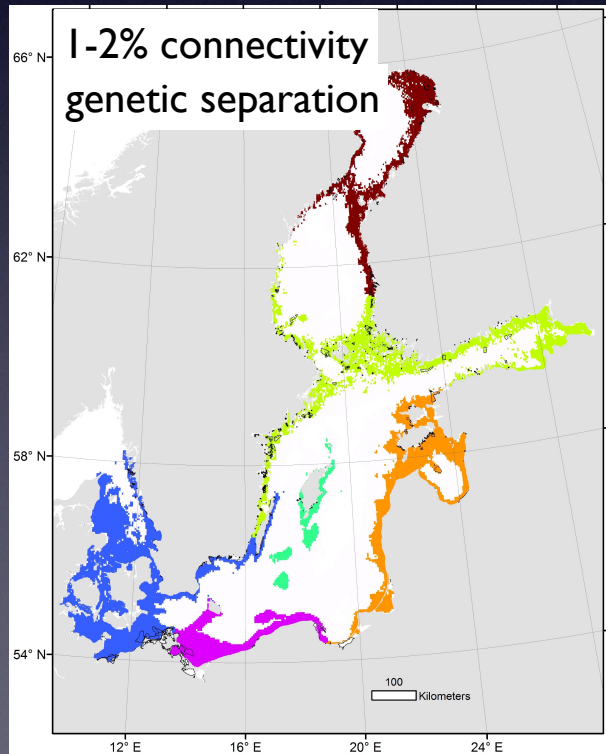 1-2% connectivity
genetic separation
66° N
62° N
58° N
54° N
100
Kilometers
12° E
16° E
20° E
24° E